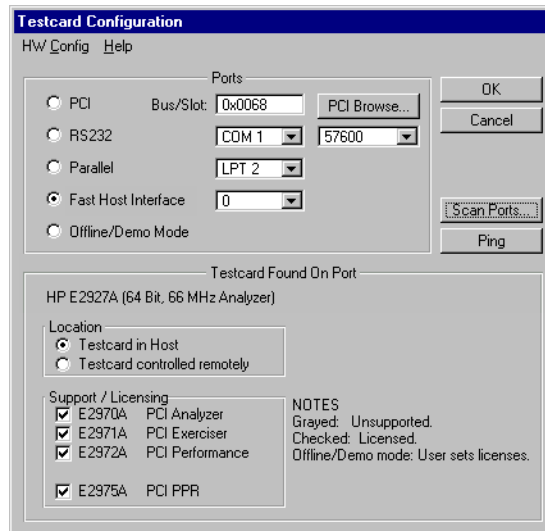 Testcard Configuration
HW Config Help
Ports
PCI Bus/Slot: 0x0068 PCI Browse...
RS232 COM 1 57600
Parallel LPT 2
Fast Host Interface 0
Offline/Demo Mode
OK
Cancel
Scan Ports...
Ping
Testcard Found On Port
HP E2927A (64 Bit, 66 MHz Analyzer)
Location
Testcard in Host
Testcard controlled remotely
Support / Licensing
E2970A PCI Analyzer
E2971A PCI Exerciser
E2972A PCI Performance
E2975A PCI PPR
NOTES
Grayed: Unsupported.
Checked: Licensed.
Offline/Demo mode: User sets licenses.